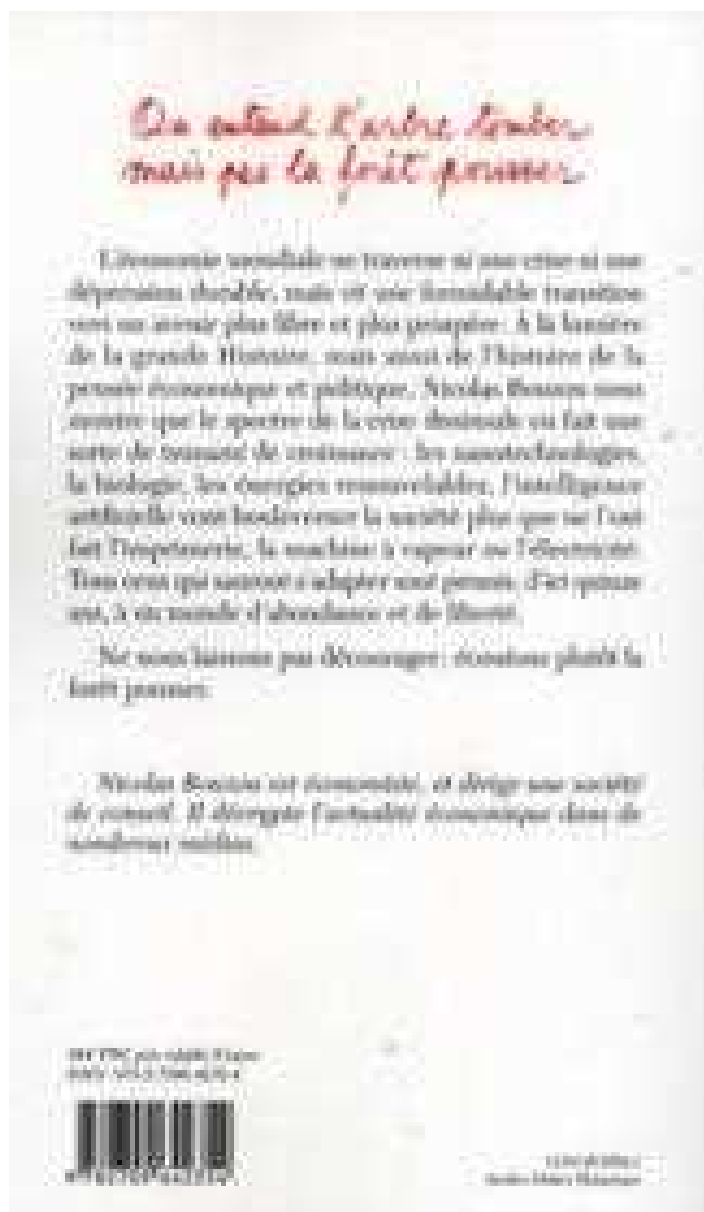 On entend l'arbre tomber
mais pas la forêt pousser
L'économie mondiale ne traverse ni une crise ni une
dépression durable, mais vit une formidable transition
vers un avenir plus libre et plus prospère. À la lumière
de la grande Histoire, mais aussi de l'histoire de la
pensée économique et politique, Nicolas Bouzou nous
montre que le spectre de la crise dissimule en fait une
sorte de tsunami de croissance : les nanotechnologies,
la biologie, les énergies renouvelables, l'intelligence
artificielle vont bouleverser la société plus que ne l'ont
fait l'imprimerie, la machine à vapeur ou l'électricité.
Tous ceux qui sauront s'adapter sont promis, d'ici quinze
ans, à un monde d'abondance et de liberté.
Ne nous laissons pas décourager : écoutons plutôt la
forêt pousser.
Nicolas Bouzou est économiste, et dirige une société
de conseil. Il décrypte l'actualité économique dans de
nombreux médias.